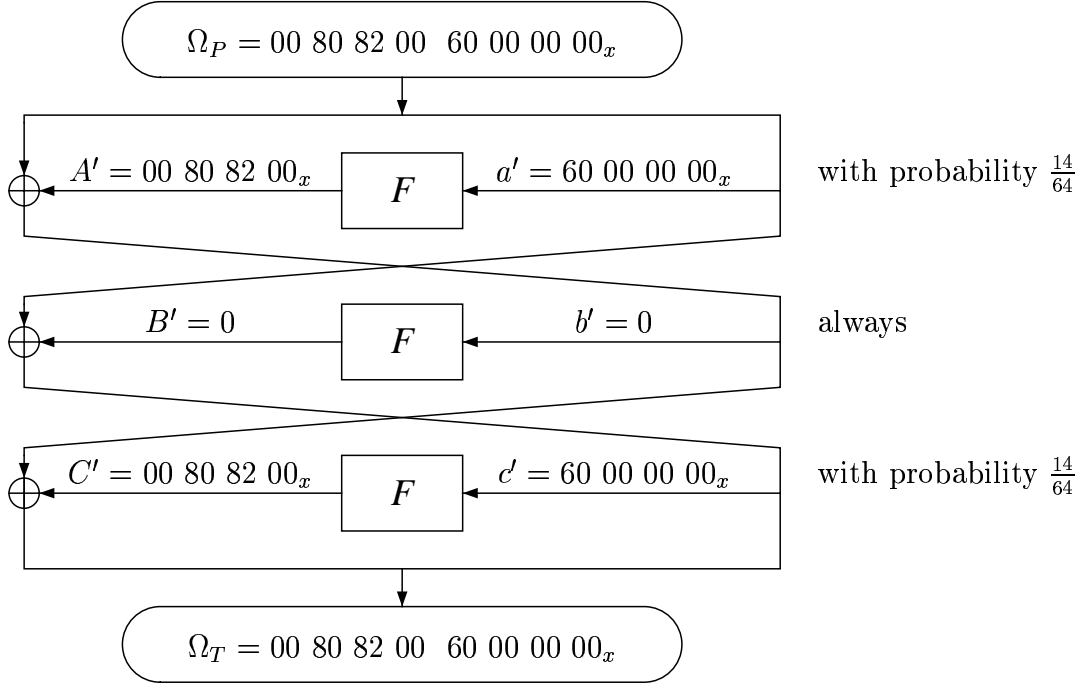 Ω_P = 00 80 82 00 60 00 00 00_x
A′ = 00 80 82 00_x F a′ = 60 00 00 00_x with probability 14/64
B′ = 0 F b′ = 0 always
C′ = 00 80 82 00_x F c′ = 60 00 00 00_x with probability 14/64
Ω_T = 00 80 82 00 60 00 00 00_x